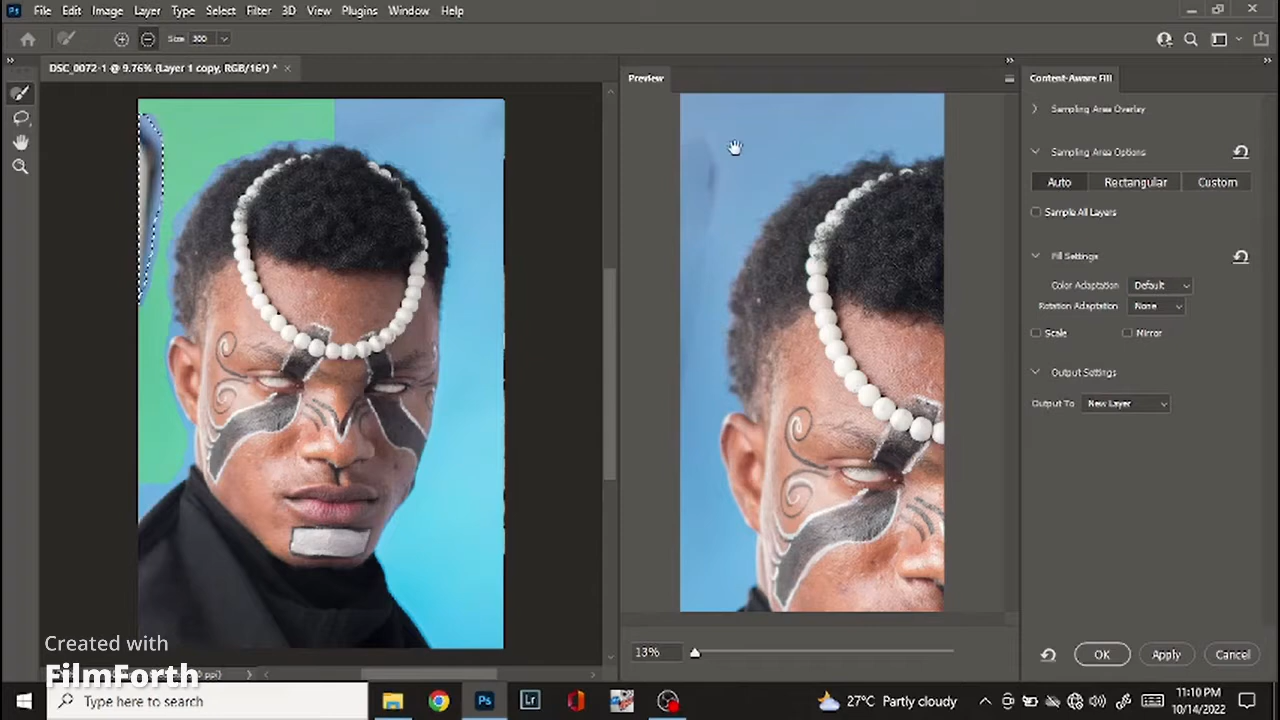 Ps File Edit Image Layer Type Select Filter 3D View Plugins Window Help
Size 300
DSC_0072-1 @ 9.76% (Layer 1 copy, RGB/16*) * ×
Preview
Content-Aware Fill
Sampling Area Overlay
Sampling Area Options
Auto Rectangular Custom
Sample All Layers
Fill Settings
Color Adaptation Default
Rotation Adaptation None
Scale Mirror
Output Settings
Output To New Layer
13%
OK Apply Cancel
Created with
FilmForth
Type here to search
Ps Lr
27°C Partly cloudy
11:10 PM
10/14/2022